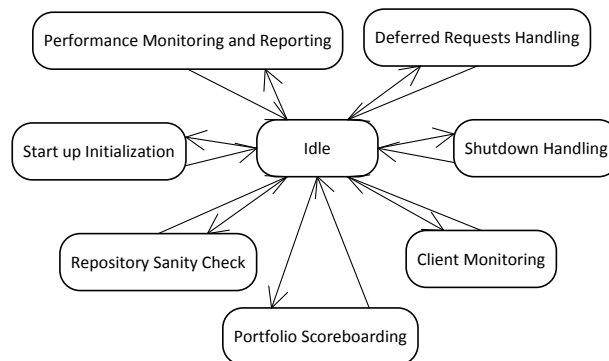 Performance Monitoring and Reporting
Deferred Requests Handling
Start up Initialization
Idle
Shutdown Handling
Repository Sanity Check
Client Monitoring
Portfolio Scoreboarding